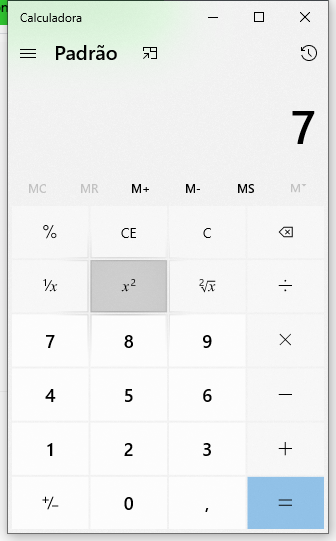 Calculadora
Padrão
7
MC MR M+ M- MS M˅
% CE C
¹/x x² ²√x ÷
7 8 9 ×
4 5 6 −
1 2 3 +
+/− 0 , =